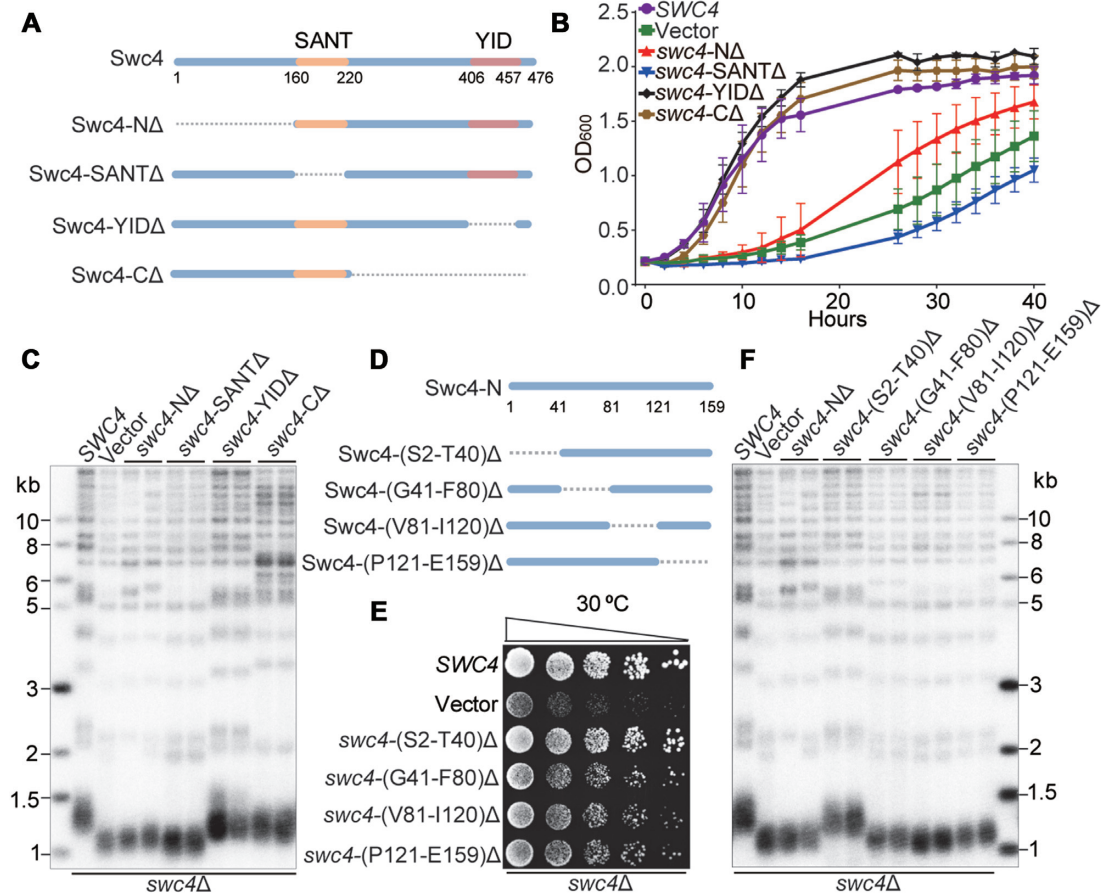 A
SANT YID
Swc4
1 160 220 406 457 476
Swc4-NΔ
Swc4-SANTΔ
Swc4-YIDΔ
Swc4-CΔ
B
SWC4
Vector
swc4-NΔ
swc4-SANTΔ
swc4-YIDΔ
swc4-CΔ
OD600
2.5
2.0
1.5
1.0
0.5
0.0
0 10 20 30 40
Hours
C
SWC4
Vector
swc4-NΔ
swc4-SANTΔ
swc4-YIDΔ
swc4-CΔ
kb
10
8
6
5
3
2
1.5
1
swc4Δ
D
Swc4-N
1 41 81 121 159
Swc4-(S2-T40)Δ
Swc4-(G41-F80)Δ
Swc4-(V81-I120)Δ
Swc4-(P121-E159)Δ
E
30 ºC
SWC4
Vector
swc4-(S2-T40)Δ
swc4-(G41-F80)Δ
swc4-(V81-I120)Δ
swc4-(P121-E159)Δ
swc4Δ
F
SWC4
Vector
swc4-NΔ
swc4-(S2-T40)Δ
swc4-(G41-F80)Δ
swc4-(V81-I120)Δ
swc4-(P121-E159)Δ
kb
10
8
6
5
3
2
1.5
1
swc4Δ